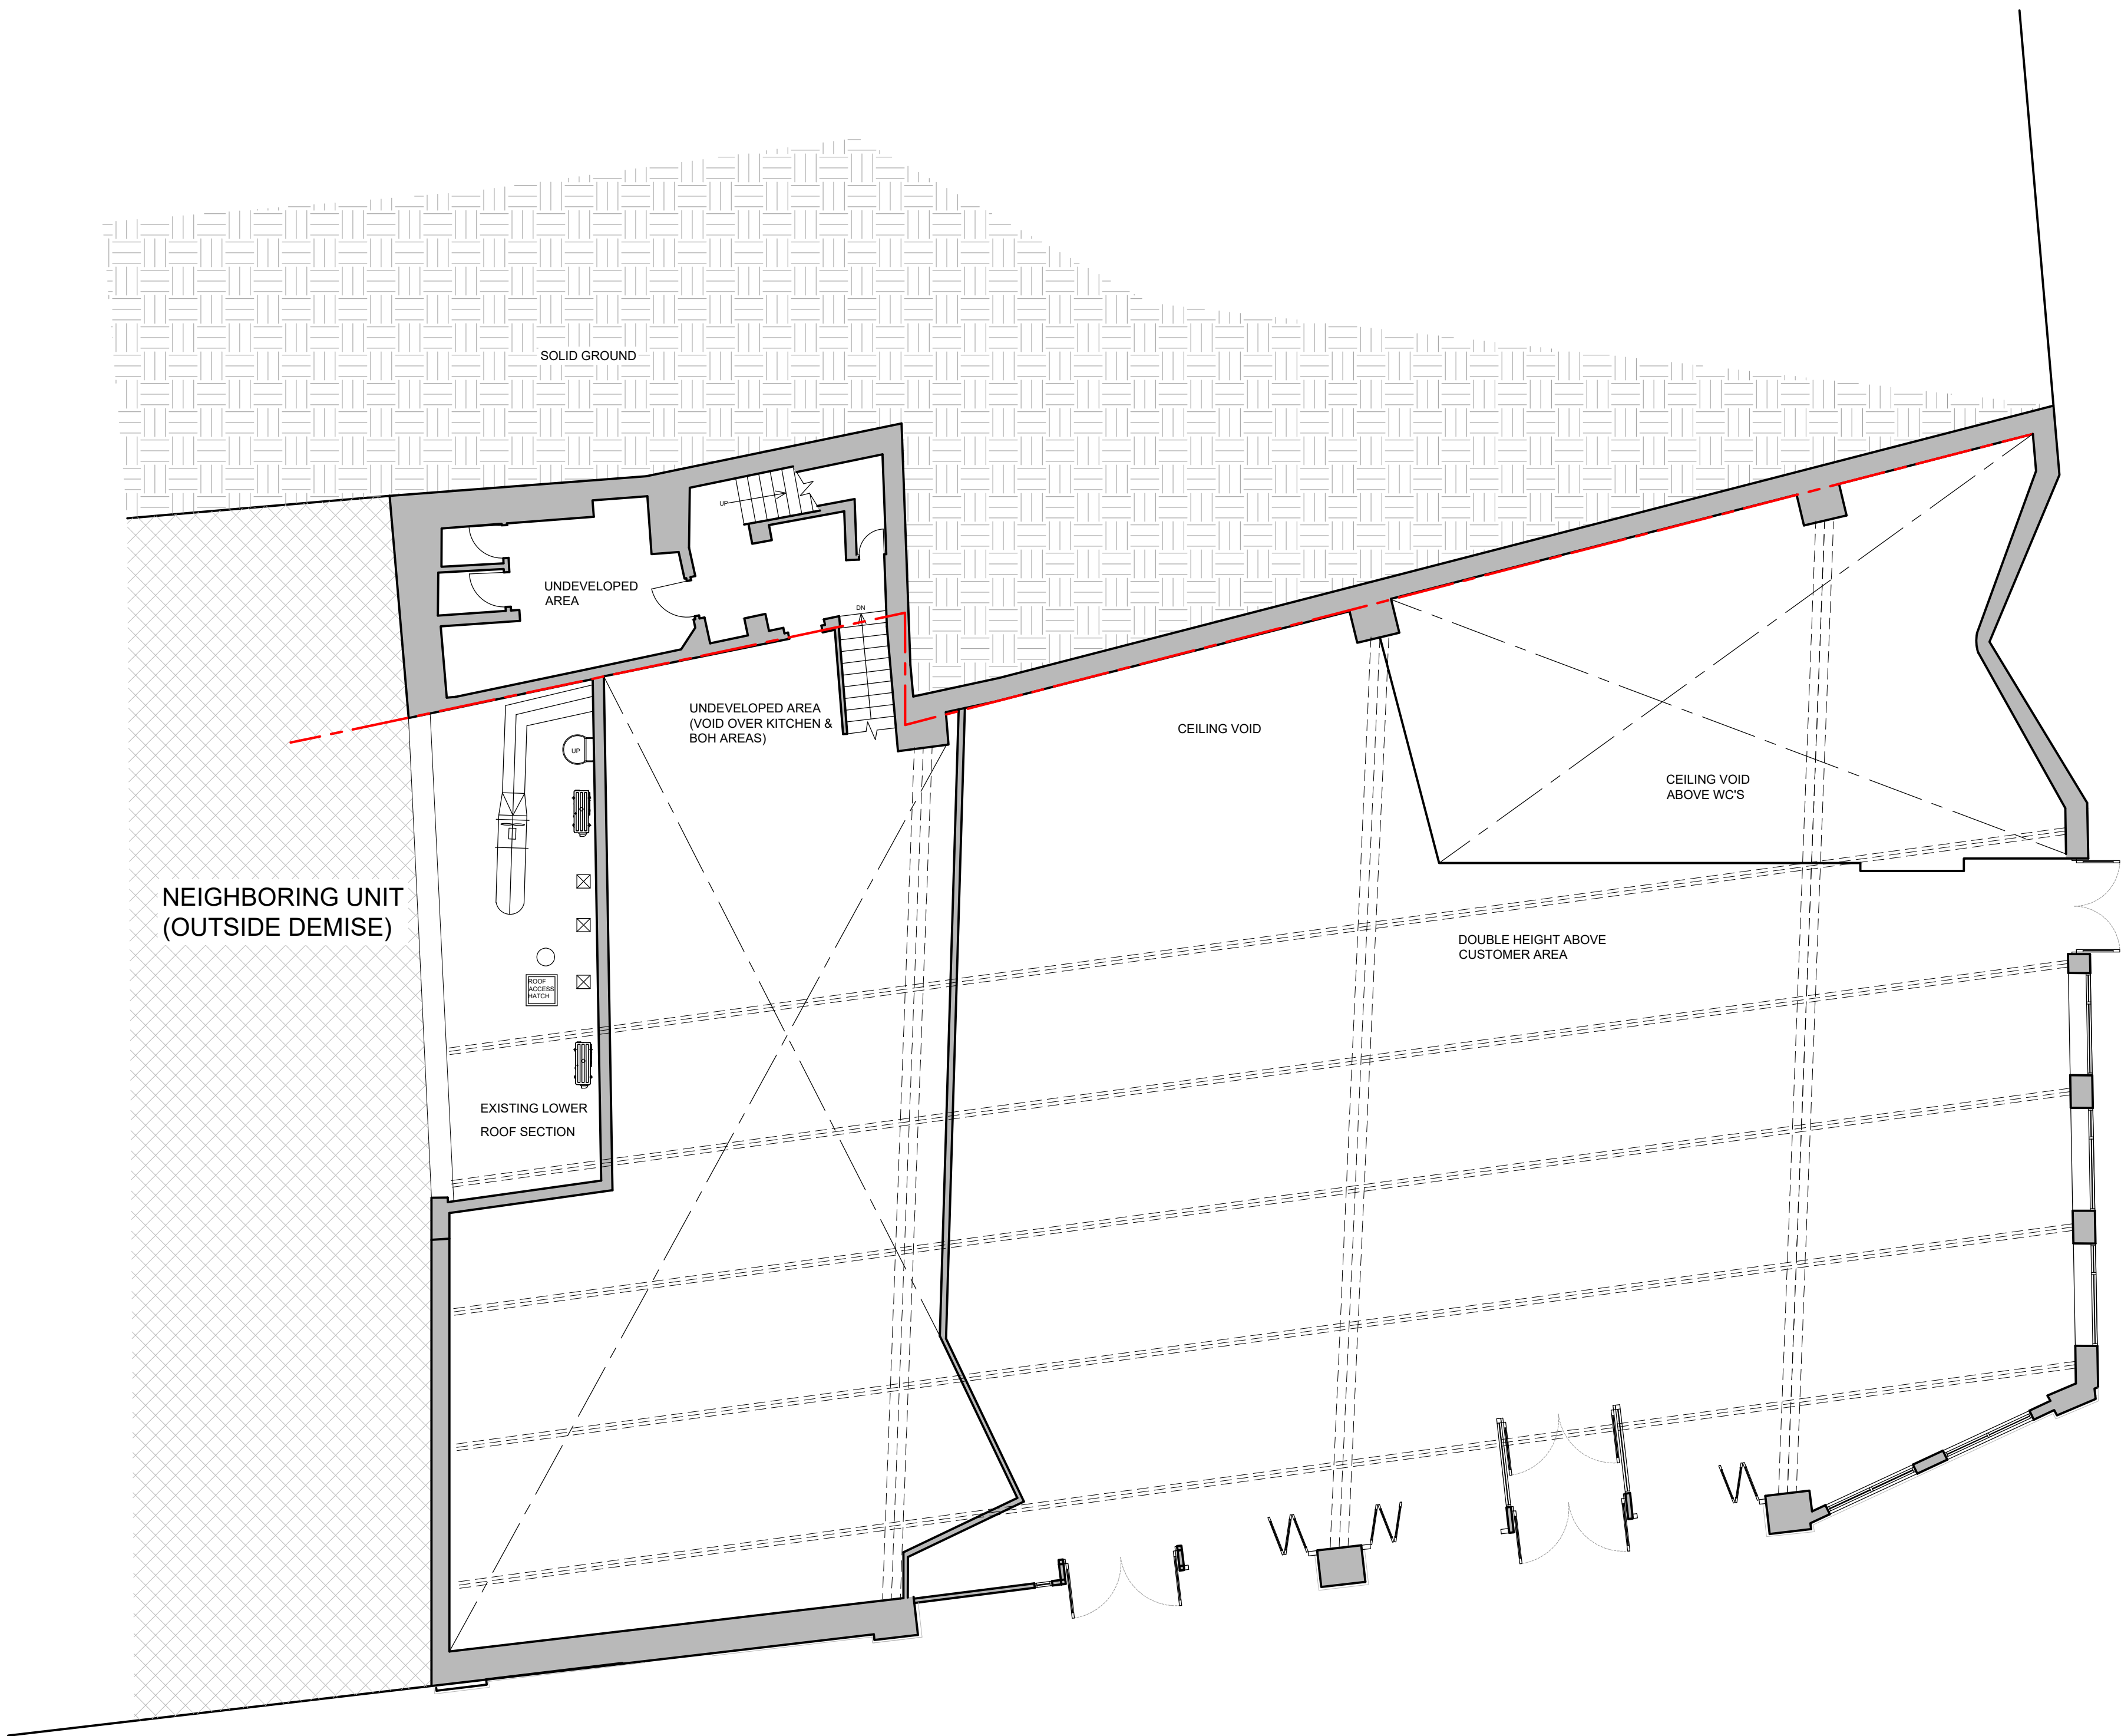 SOLID GROUND
UP
UNDEVELOPED
AREA
DN
UNDEVELOPED AREA
(VOID OVER KITCHEN &
BOH AREAS)
CEILING VOID
UP
CEILING VOID
ABOVE WC'S
NEIGHBORING UNIT
(OUTSIDE DEMISE)
DOUBLE HEIGHT ABOVE
CUSTOMER AREA
ROOF
ACCESS
HATCH
EXISTING LOWER
ROOF SECTION